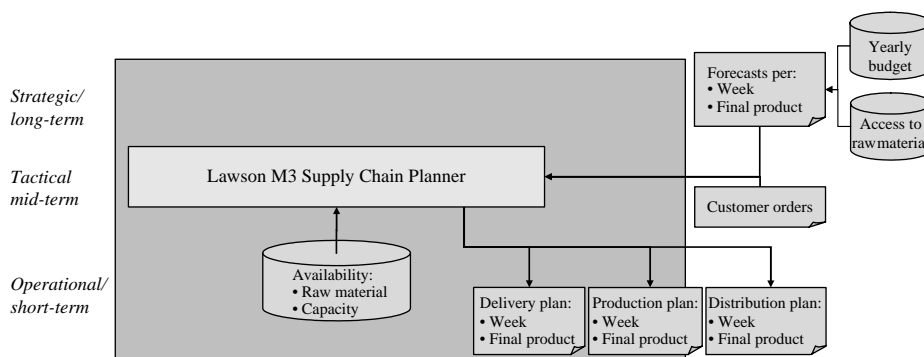 Yearly
budget
Forecasts per:
• Week
• Final product
Strategic/
long-term
Access to
raw material
Lawson M3 Supply Chain Planner
Tactical
mid-term
Customer orders
Availability:
• Raw material
• Capacity
Operational/
short-term
Delivery plan:
• Week
• Final product
Production plan:
• Week
• Final product
Distribution plan:
• Week
• Final product